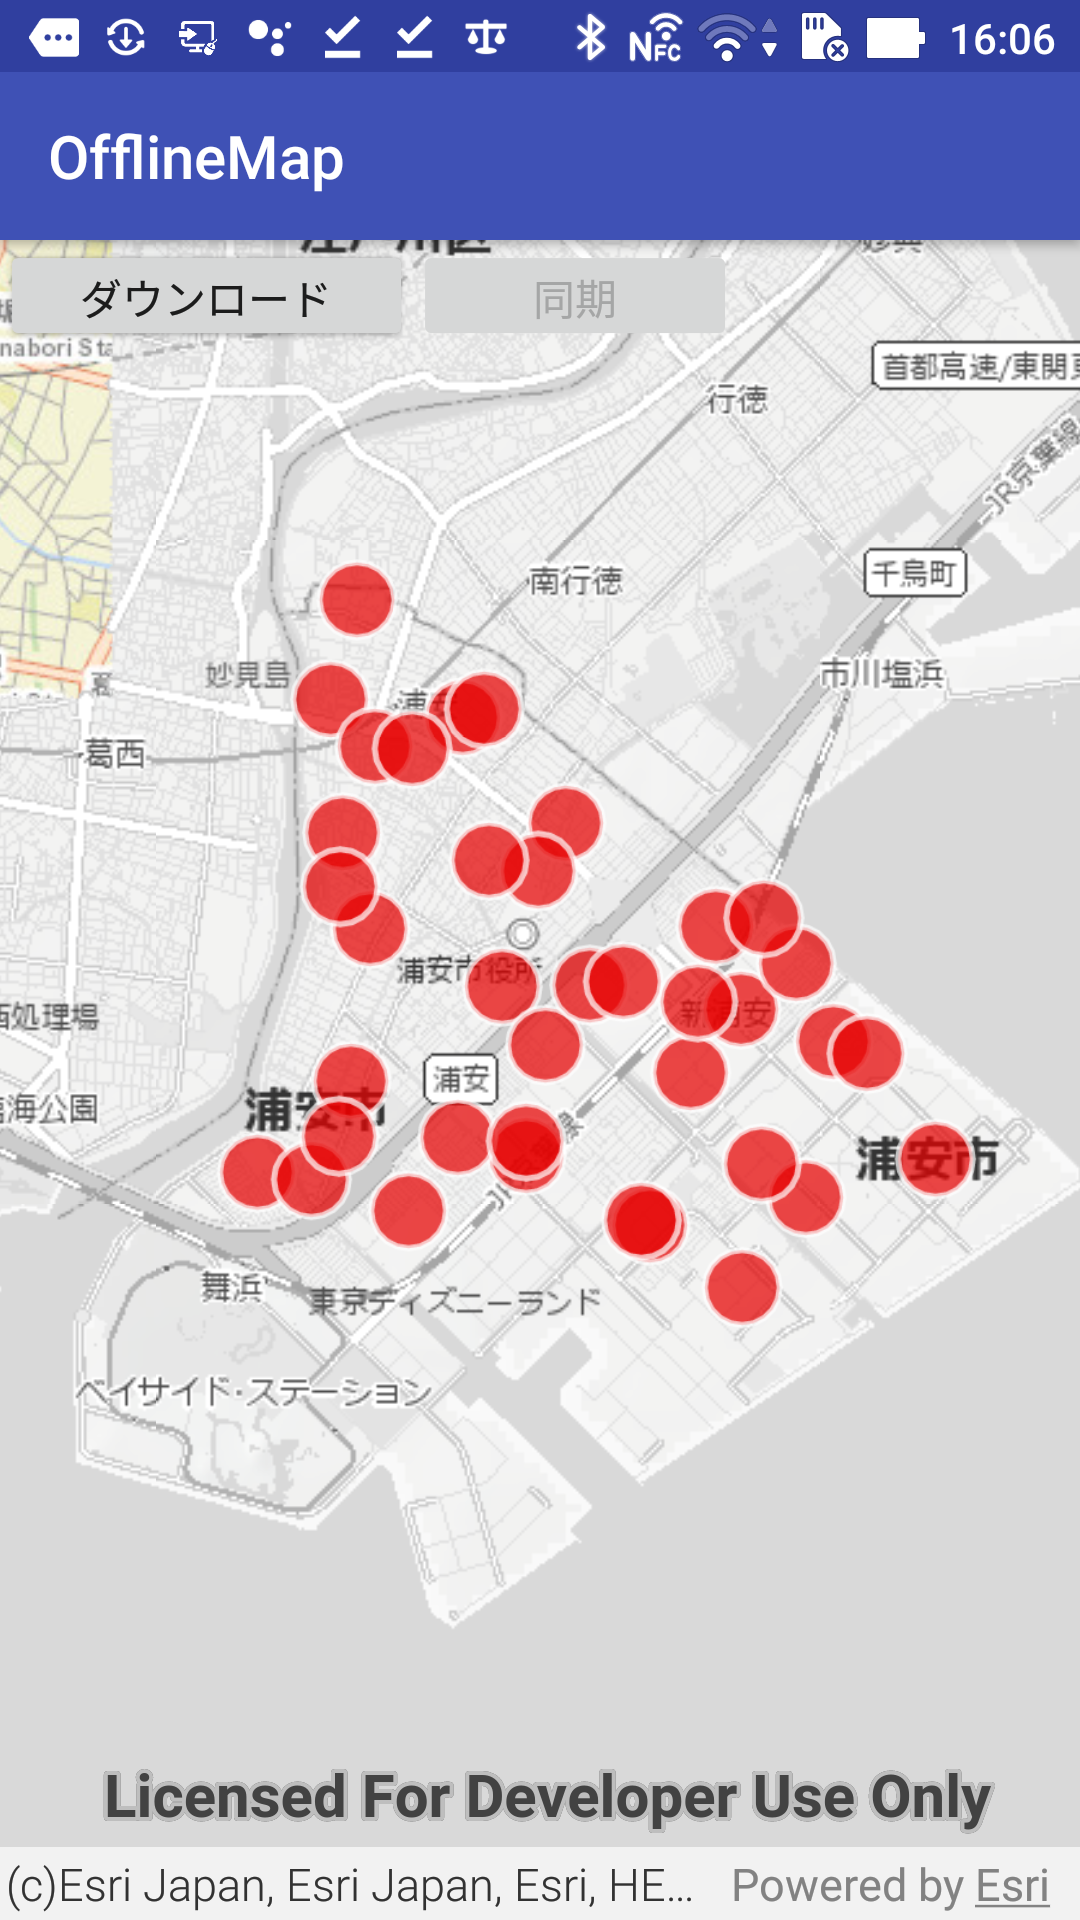 16:06
OfflineMap
ダウンロード
同期
nabori Sta
首都高速/東関東
行徳
JR京葉線
南行徳
千鳥町
妙見島
市川塩浜
葛西
浦安市役所
新浦安
西処理場
浦安
臨海公園
浦安市
浦安市
舞浜
東京ディズニーランド
ベイサイド・ステーション
Licensed For Developer Use Only
(c)Esri Japan, Esri Japan, Esri, HE...
Powered by Esri